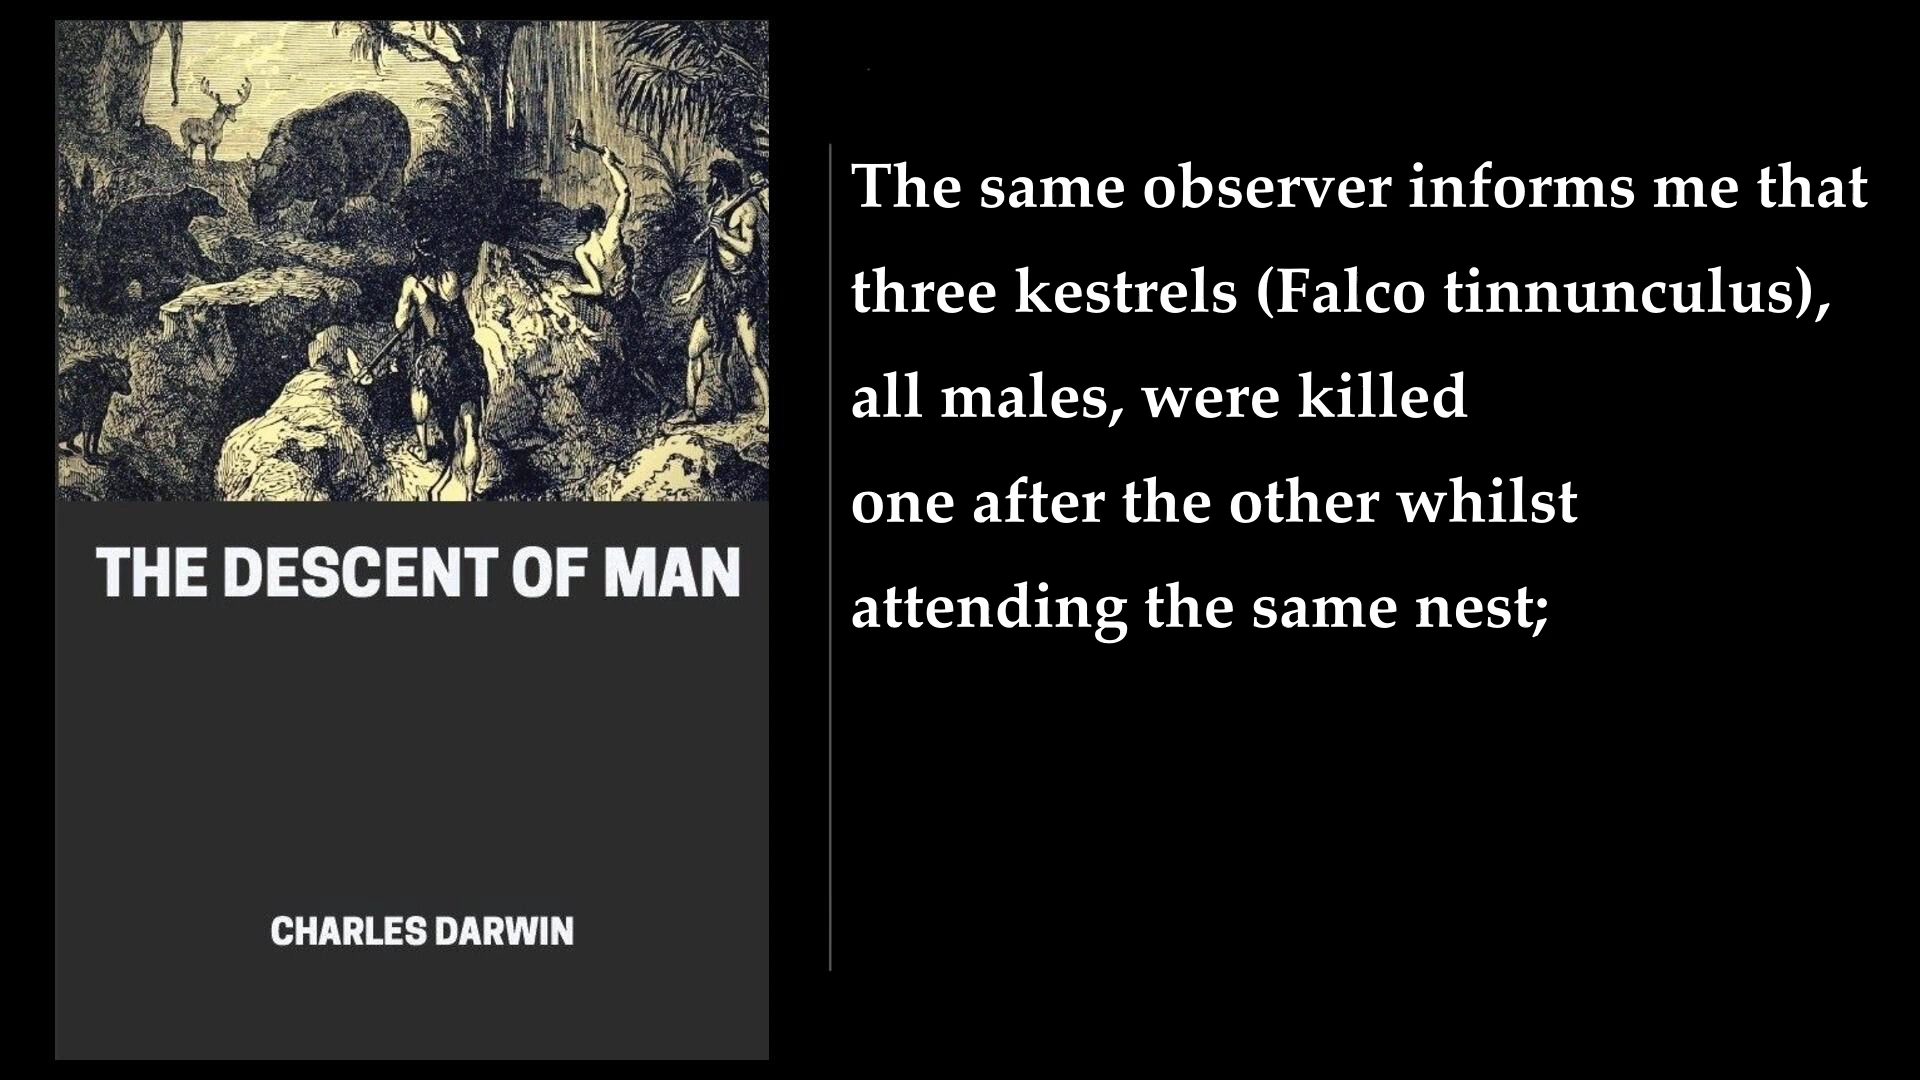 THE DESCENT OF MAN
CHARLES DARWIN
The same observer informs me that
three kestrels (Falco tinnunculus),
all males, were killed
one after the other whilst
attending the same nest;